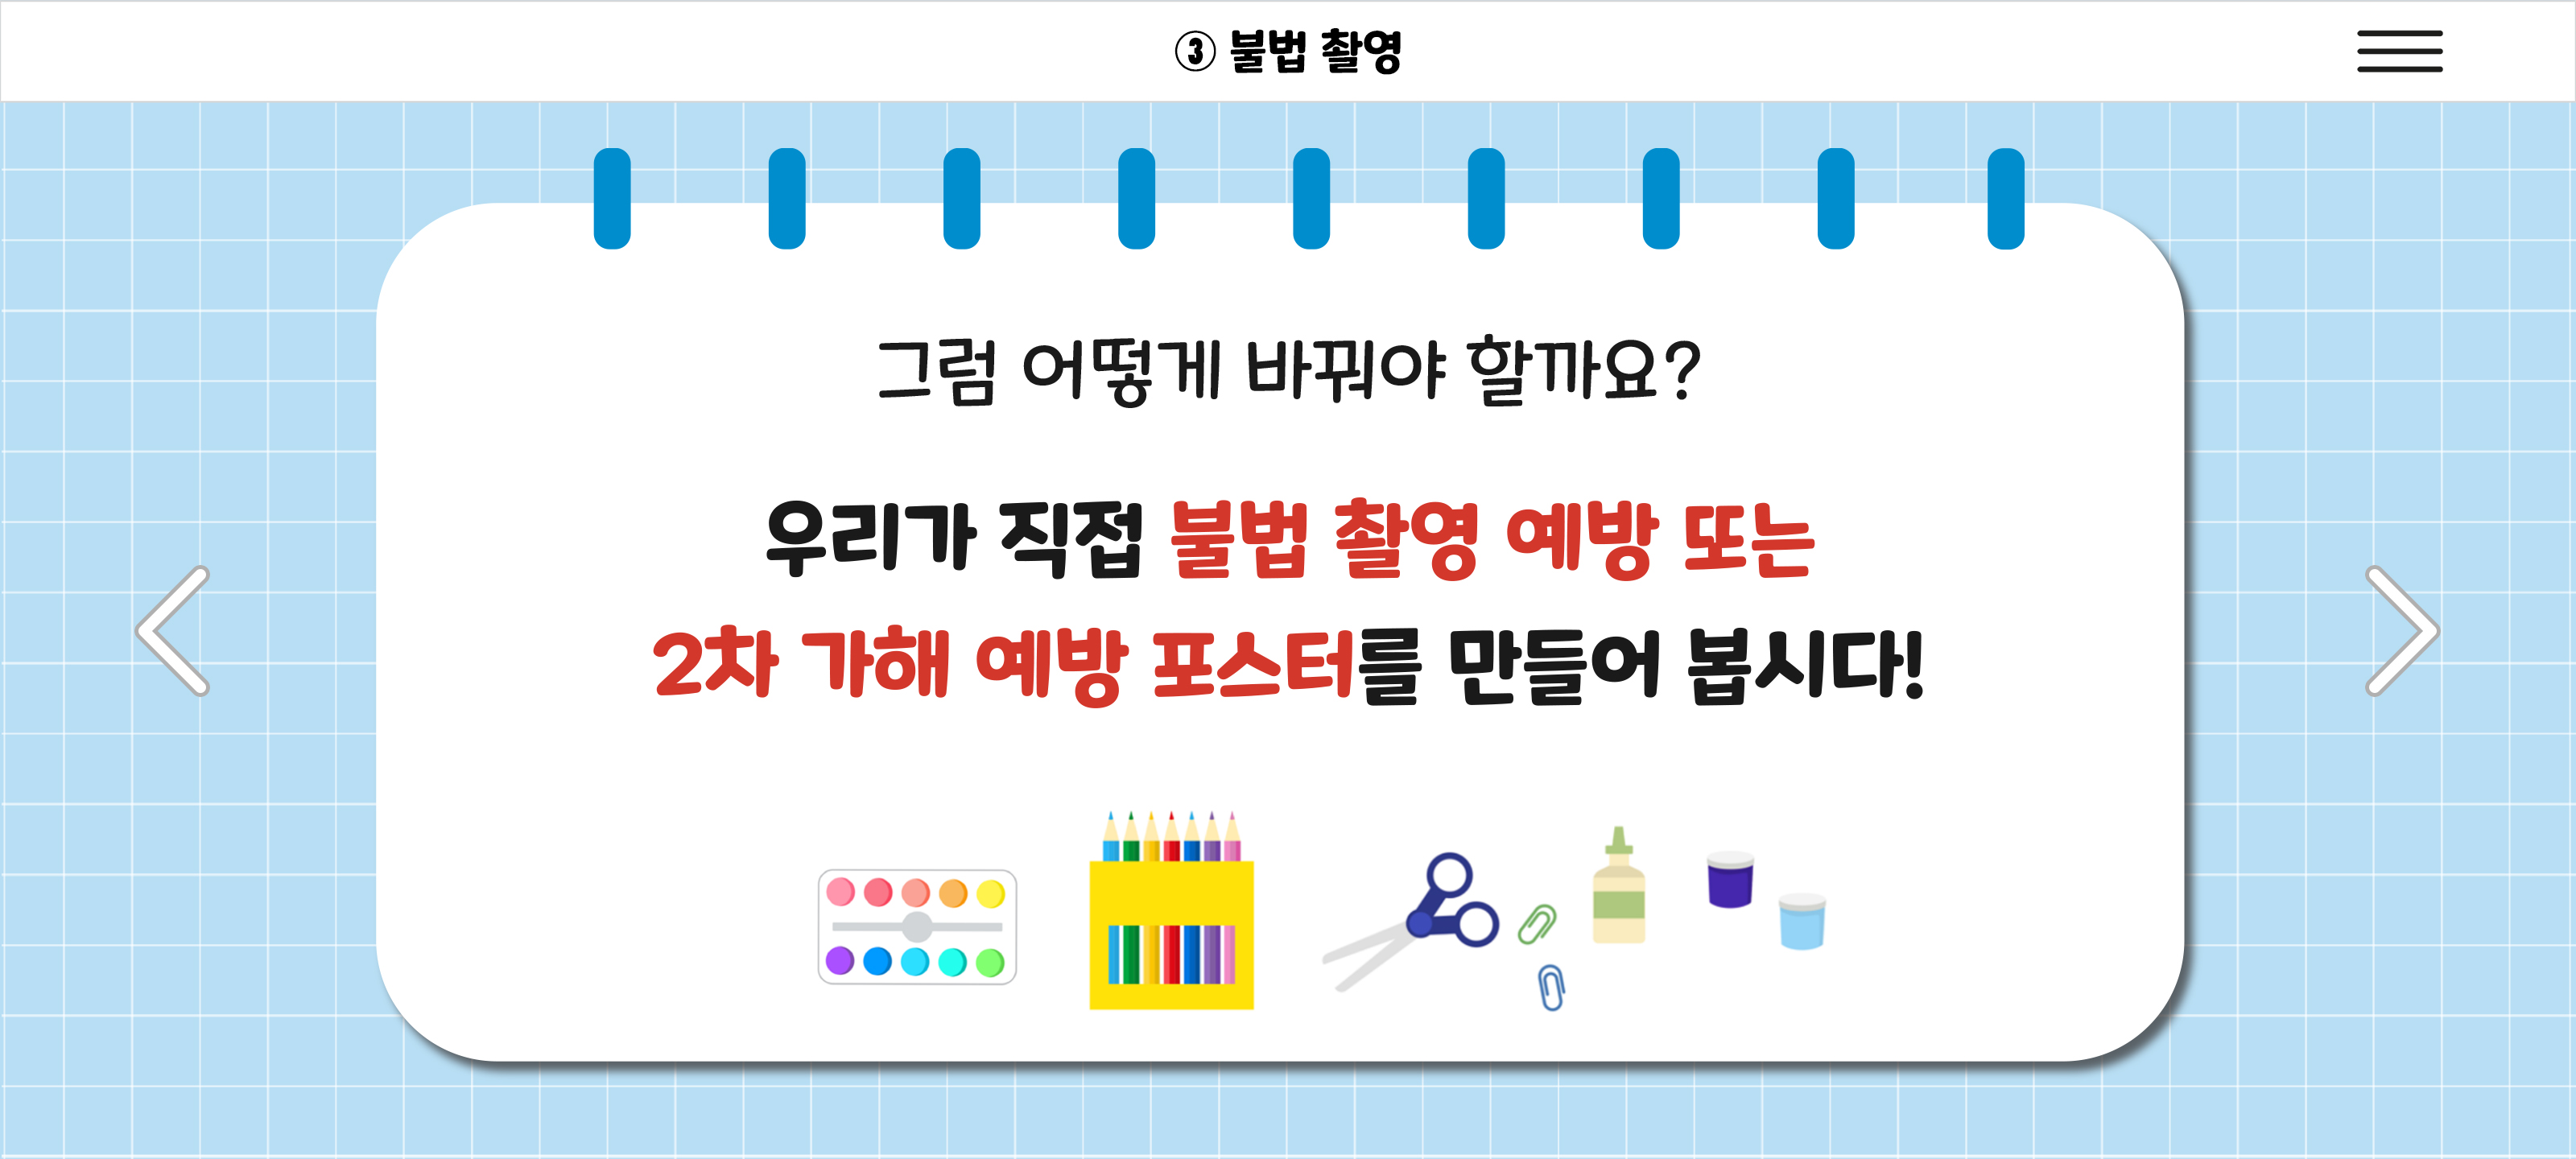 ③ 불법 촬영
그럼 어떻게 바꿔야 할까요?
우리가 직접 불법 촬영 예방 또는
2차 가해 예방 포스터를 만들어 봅시다!